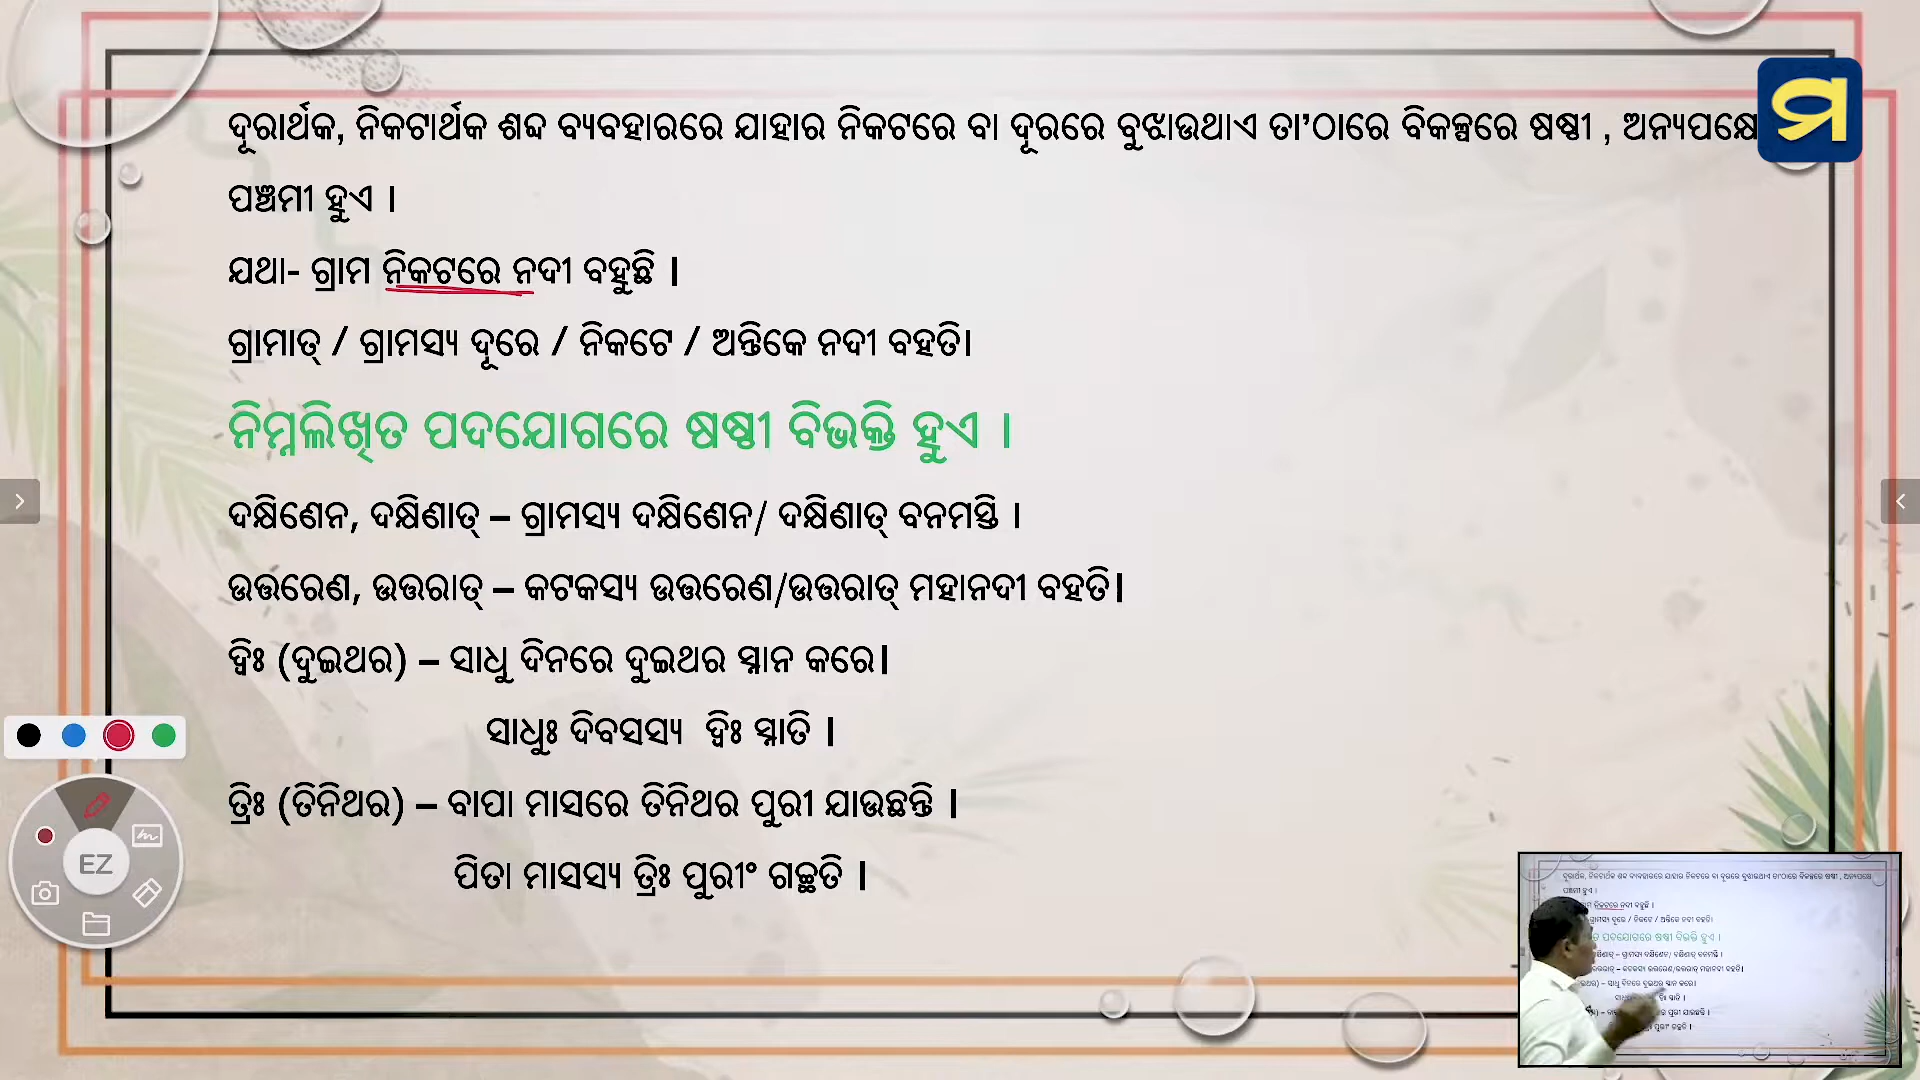 ଦୂରାର୍ଥକ, ନିକଟାର୍ଥକ ଶବ୍ଦ ବ୍ୟବହାରରେ ଯାହାର ନିକଟରେ ବା ଦୂରରେ ବୁଝାଉଥାଏ ତା’ଠାରେ ବିକଳ୍ପରେ ଷଷ୍ଠୀ , ଅନ୍ୟପକ୍ଷେ
ମ
ପଞ୍ଚମୀ ହୁଏ ।
ଯଥା- ଗ୍ରାମ ନିକଟରେ ନଦୀ ବହୁଛି |
ଗ୍ରାମାତ୍ / ଗ୍ରାମସ୍ୟ ଦୂରେ / ନିକଟେ / ଅନ୍ତିକେ ନଦୀ ବହତି।
ନିମ୍ନଲିଖିତ ପଦଯୋଗରେ ଷଷ୍ଠୀ ବିଭକ୍ତି ହୁଏ ।
ଦକ୍ଷିଣେନ, ଦକ୍ଷିଣାତ୍ – ଗ୍ରାମସ୍ୟ ଦକ୍ଷିଣେନ/ ଦକ୍ଷିଣାତ୍ ବନମସ୍ତି ।
ଉତ୍ତରେଣ, ଉତ୍ତରାତ୍ – କଟକସ୍ୟ ଉତ୍ତରେଣ/ଉତ୍ତରାତ୍ ମହାନଦୀ ବହତି|
ଦ୍ୱିଃ (ଦୁଇଥର) – ସାଧୁ ଦିନରେ ଦୁଇଥର ସ୍ନାନ କରେ|
ସାଧୁଃ ଦିବସସ୍ୟ ଦ୍ୱିଃ ସ୍ନାତି |
ତ୍ରିଃ (ତିନିଥର) – ବାପା ମାସରେ ତିନିଥର ପୁରୀ ଯାଉଛନ୍ତି |
ପିତା ମାସସ୍ୟ ତ୍ରିଃ ପୁରୀଂ ଗଚ୍ଛତି |
EZ